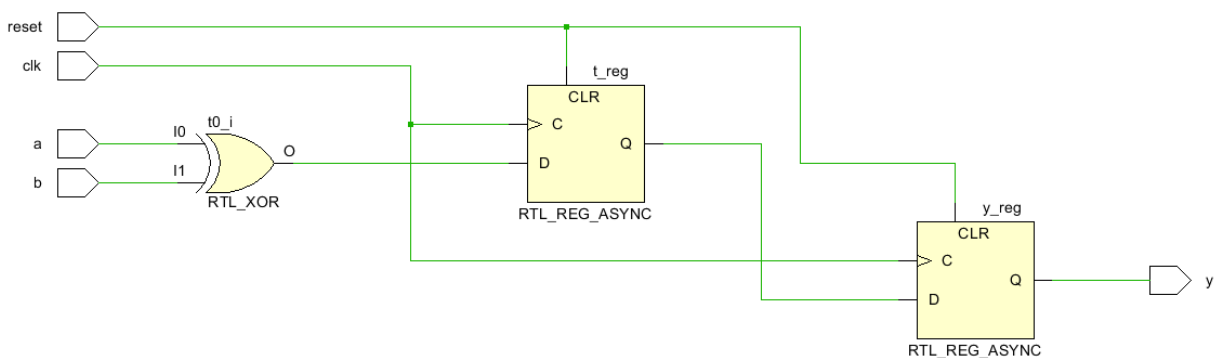 reset
clk
a
b
t0_i
I0
I1
O
RTL_XOR
t_reg
CLR
C
D
Q
RTL_REG_ASYNC
y_reg
CLR
C
D
Q
RTL_REG_ASYNC
y